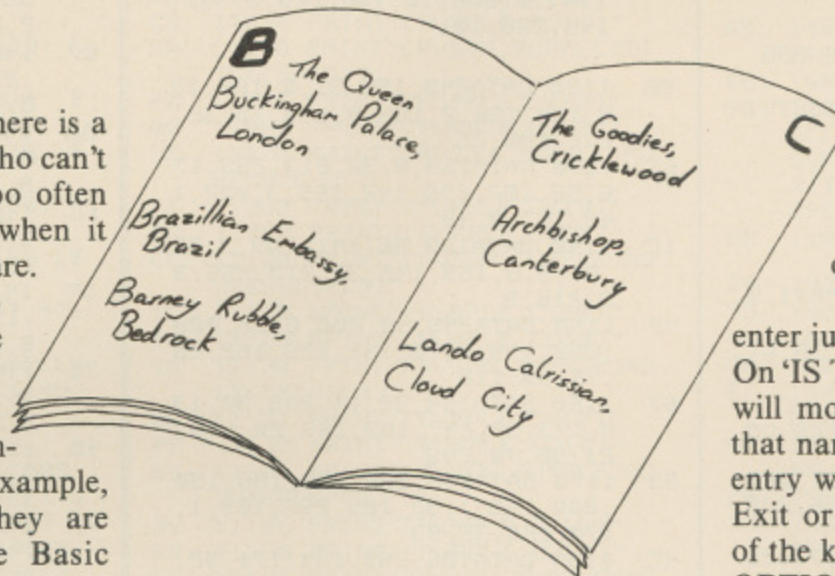 here is a
ho can't
oo often
when it
are.
xample,
hey are
e Basic
B
The Queen
Buckingham Palace,
London
Brazillian Embassy,
Brazil
Barney Rubble,
Bedrock
C
The Goodies,
Cricklewood
Archbishop,
Canterbury
Lando Calrissian,
Cloud City
enter ju
On 'IS
will mo
that nar
entry w
Exit or
of the k